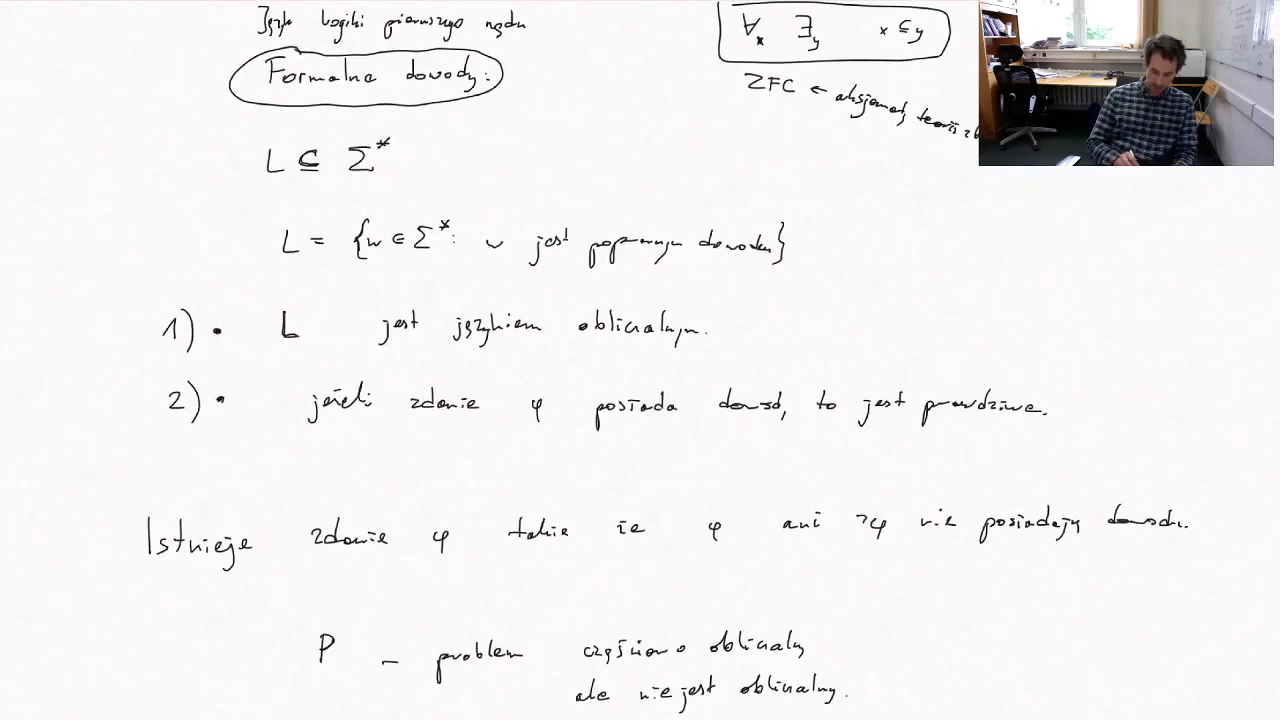 Język logiki pierwszego rzędu
Formalne dowody:
∀x ∃y x ⊆ y
ZFC ← aksjomaty teorii
L ⊆ Σ*
L = {w ∈ Σ*: w jest poprawnym dowodem}
1) • L jest językiem obliczalnym.
2) • jeżeli zdanie φ posiada dowód, to jest prawdziwe.
Istnieje zdanie φ takie że φ ani ¬φ nie posiadają dowodu.
P – problem częściowo obliczalny
ale nie jest obliczalny.